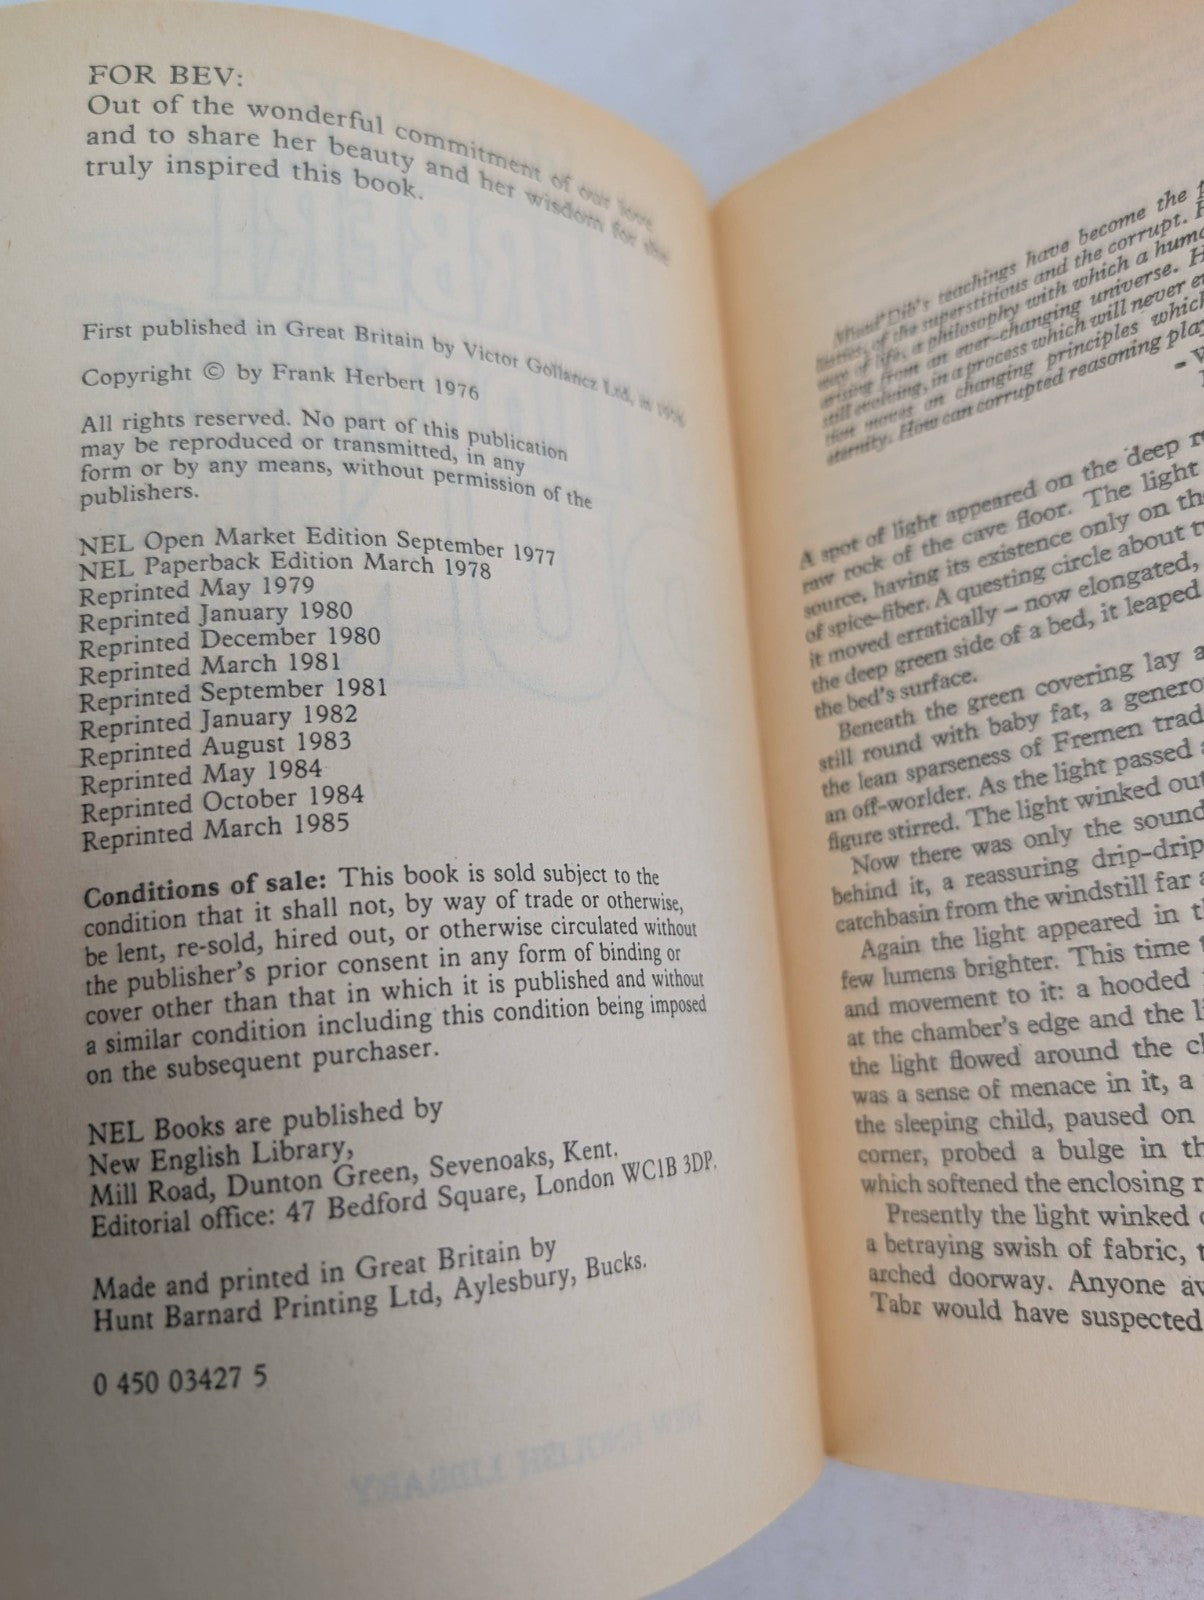 FOR BEV:
Out of the wonderful commitment of our love
and to share her beauty and her wisdom for she
truly inspired this book.
First published in Great Britain by Victor Gollancz Ltd, in 1976
Copyright © by Frank Herbert 1976
All rights reserved. No part of this publication
may be reproduced or transmitted, in any
form or by any means, without permission of the
publishers.
NEL Open Market Edition September 1977
NEL Paperback Edition March 1978
Reprinted May 1979
Reprinted January 1980
Reprinted December 1980
Reprinted March 1981
Reprinted September 1981
Reprinted January 1982
Reprinted August 1983
Reprinted May 1984
Reprinted October 1984
Reprinted March 1985
Conditions of sale: This book is sold subject to the
condition that it shall not, by way of trade or otherwise,
be lent, re-sold, hired out, or otherwise circulated without
the publisher's prior consent in any form of binding or
cover other than that in which it is published and without
a similar condition including this condition being imposed
on the subsequent purchaser.
NEL Books are published by
New English Library,
Mill Road, Dunton Green, Sevenoaks, Kent.
Editorial office: 47 Bedford Square, London WC1B 3DP.
Made and printed in Great Britain by
Hunt Barnard Printing Ltd, Aylesbury, Bucks.
0 450 03427 5
Muad'Dib's teachings have become the
of the superstitious and the corrupt.
way of life, a philosophy with which a
arising from an ever-changing universe.
still evolving, in a process which will never
tion moves on changing principles
eternity. How can corrupted reasoning
A spot of light appeared on the deep
raw rock of the cave floor. The light
source, having its existence only on
of spice-fiber. A questing circle about
it moved erratically – now elongated,
the deep green side of a bed, it leaped
the bed's surface.
Beneath the green covering lay
still round with baby fat, a
the lean sparseness of Fremen
an off-worlder. As the light passed
figure stirred. The light winked out
Now there was only the sound
behind it, a reassuring drip-drip
catchbasin from the windstill far
Again the light appeared in
few lumens brighter. This time
and movement to it: a hooded
at the chamber's edge and the
the light flowed around the
was a sense of menace in it, a
the sleeping child, paused on
corner, probed a bulge in
which softened the enclosing
Presently the light winked
a betraying swish of fabric,
arched doorway. Anyone
Tabr would have suspected